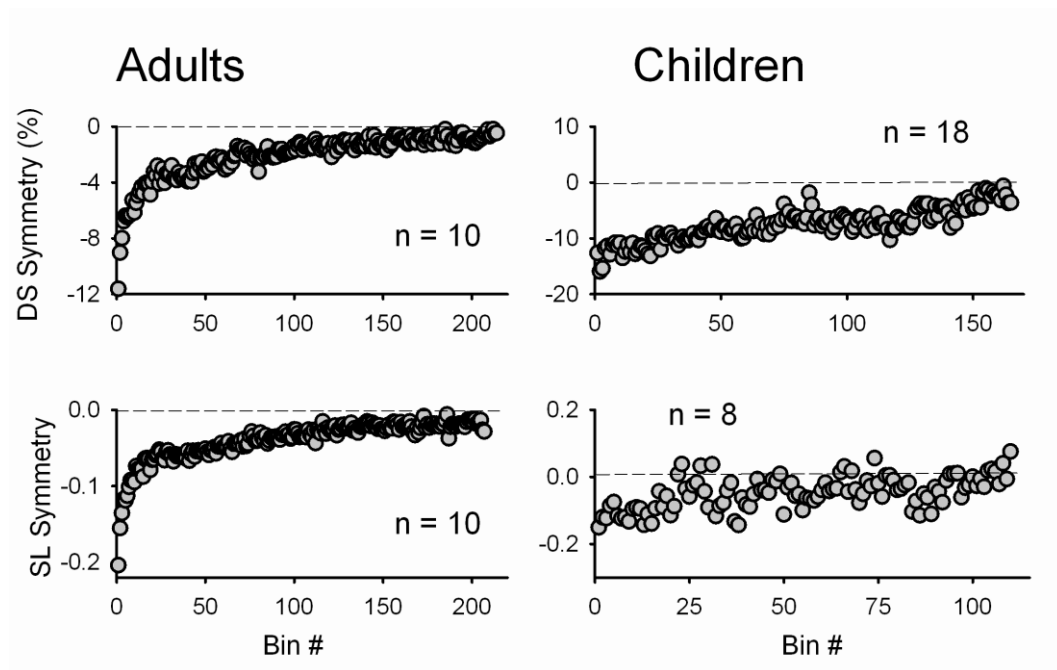 Adults
Children
DS Symmetry (%)
0
-4
-8
-12
n = 10
0 50 100 150 200
10
0
-10
-20
n = 18
0 50 100 150
SL Symmetry
0.0
-0.1
-0.2
n = 10
0 50 100 150 200
Bin #
0.2
0.0
-0.2
n = 8
0 25 50 75 100
Bin #